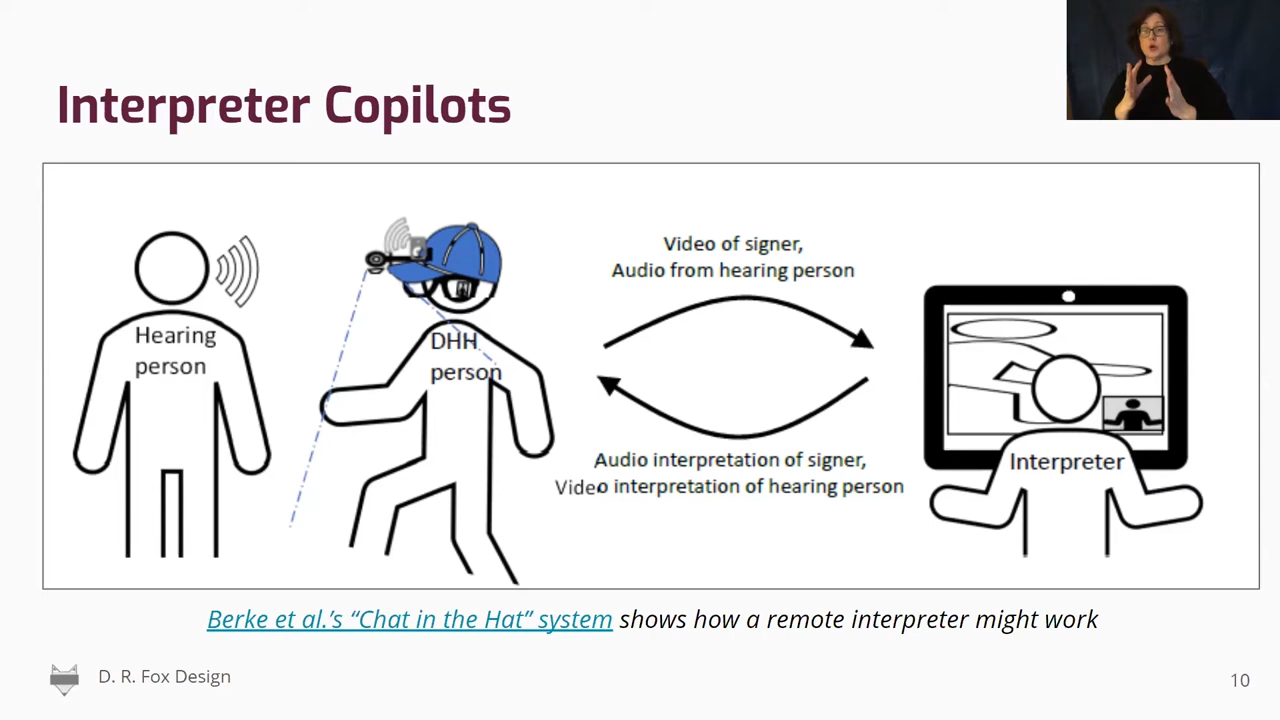 Interpreter Copilots
Hearing
person
DHH
person
Video of signer,
Audio from hearing person
Audio interpretation of signer,
Video interpretation of hearing person
Interpreter
Berke et al.’s “Chat in the Hat” system shows how a remote interpreter might work
D. R. Fox Design
10